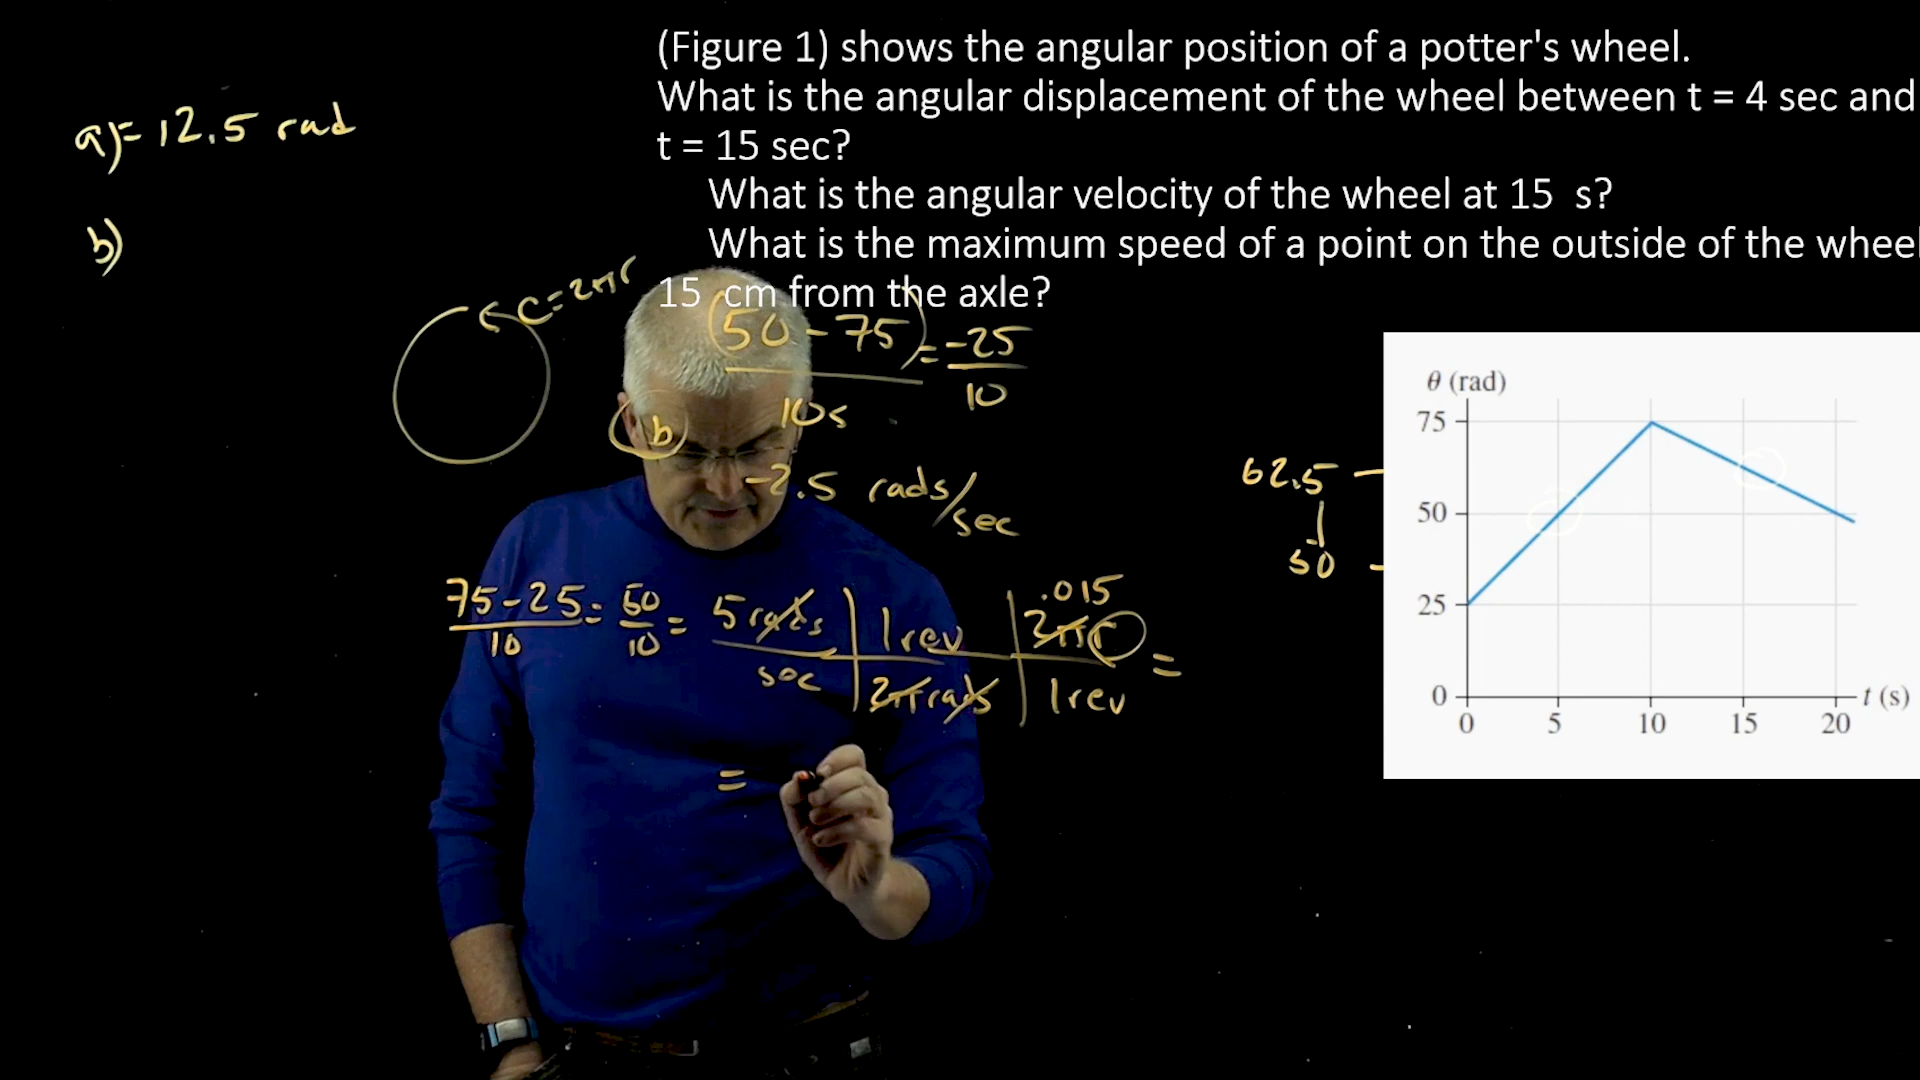 (Figure 1) shows the angular position of a potter's wheel.
What is the angular displacement of the wheel between t = 4 sec and
t = 15 sec?
What is the angular velocity of the wheel at 15 s?
What is the maximum speed of a point on the outside of the wheel
15 cm from the axle?
a) = 12.5 rad
b)
C = 2πr
(50 - 75) = -25
10s
10
b
-2.5 rads/
sec
75 - 25 = 50 = 5 rads
10
10
sec
1 rev
2π rads
.015
2πr
1 rev
=
=
62.5
50
θ (rad)
75
50
25
0
0 5 10 15 20
t (s)